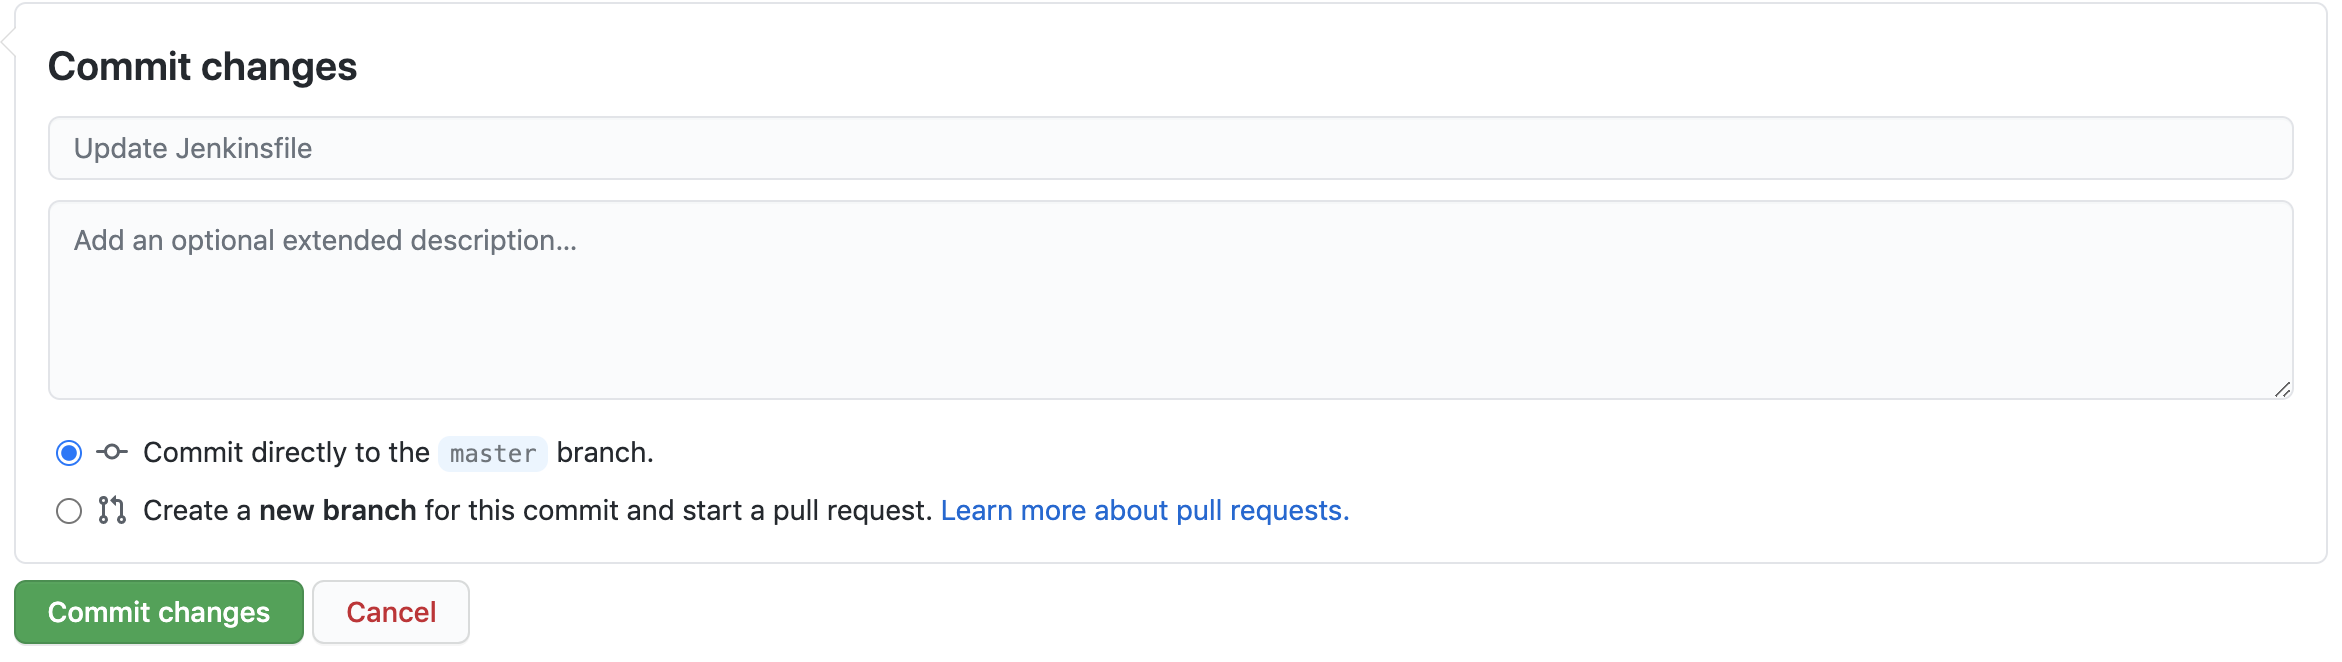 Commit changes
Update Jenkinsfile
Add an optional extended description...
Commit directly to the master branch.
Create a new branch for this commit and start a pull request. Learn more about pull requests.
Commit changes Cancel